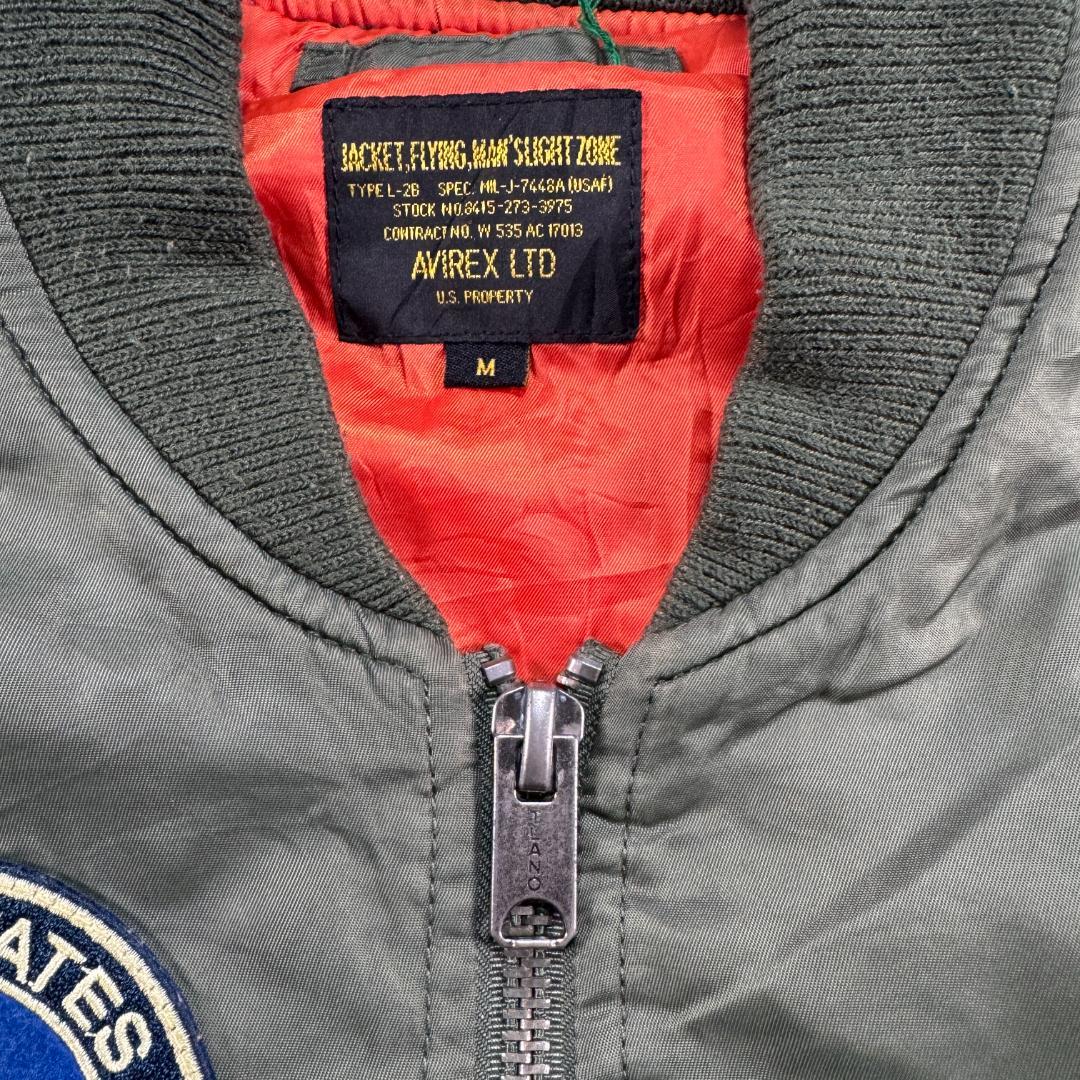 JACKET,FLYING,MAN'S LIGHT ZONE
TYPE L-2B SPEC. MIL-J-7448A (USAF)
STOCK NO.8415-273-3975
CONTRACT NO. W 535 AC 17013
AVIREX LTD
U.S. PROPERTY
M
TLANO
ATES